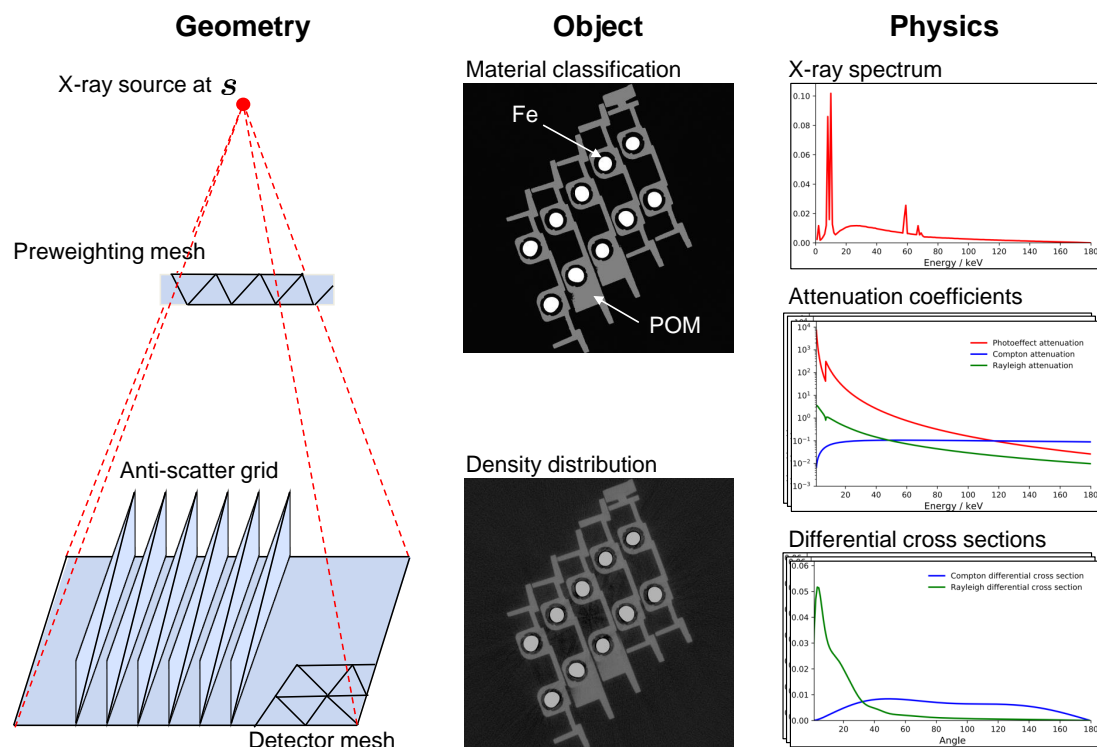 Geometry
Object
Physics
X-ray source at s
Preweighting mesh
Anti-scatter grid
Detector mesh
Material classification
Fe
POM
Density distribution
X-ray spectrum
0.10
0.08
0.06
0.04
0.02
0.00
0 20 40 60 80 100 120 140 160 180
Energy / keV
Attenuation coefficients
10⁴
10³
10²
10¹
10⁰
10⁻¹
10⁻²
10⁻³
Photoeffect attenuation
Compton attenuation
Rayleigh attenuation
20 40 60 80 100 120 140 160 180
Energy / keV
Differential cross sections
0.06
0.05
0.04
0.03
0.02
0.01
0.00
Compton differential cross section
Rayleigh differential cross section
0 20 40 60 80 100 120 140 160 180
Angle